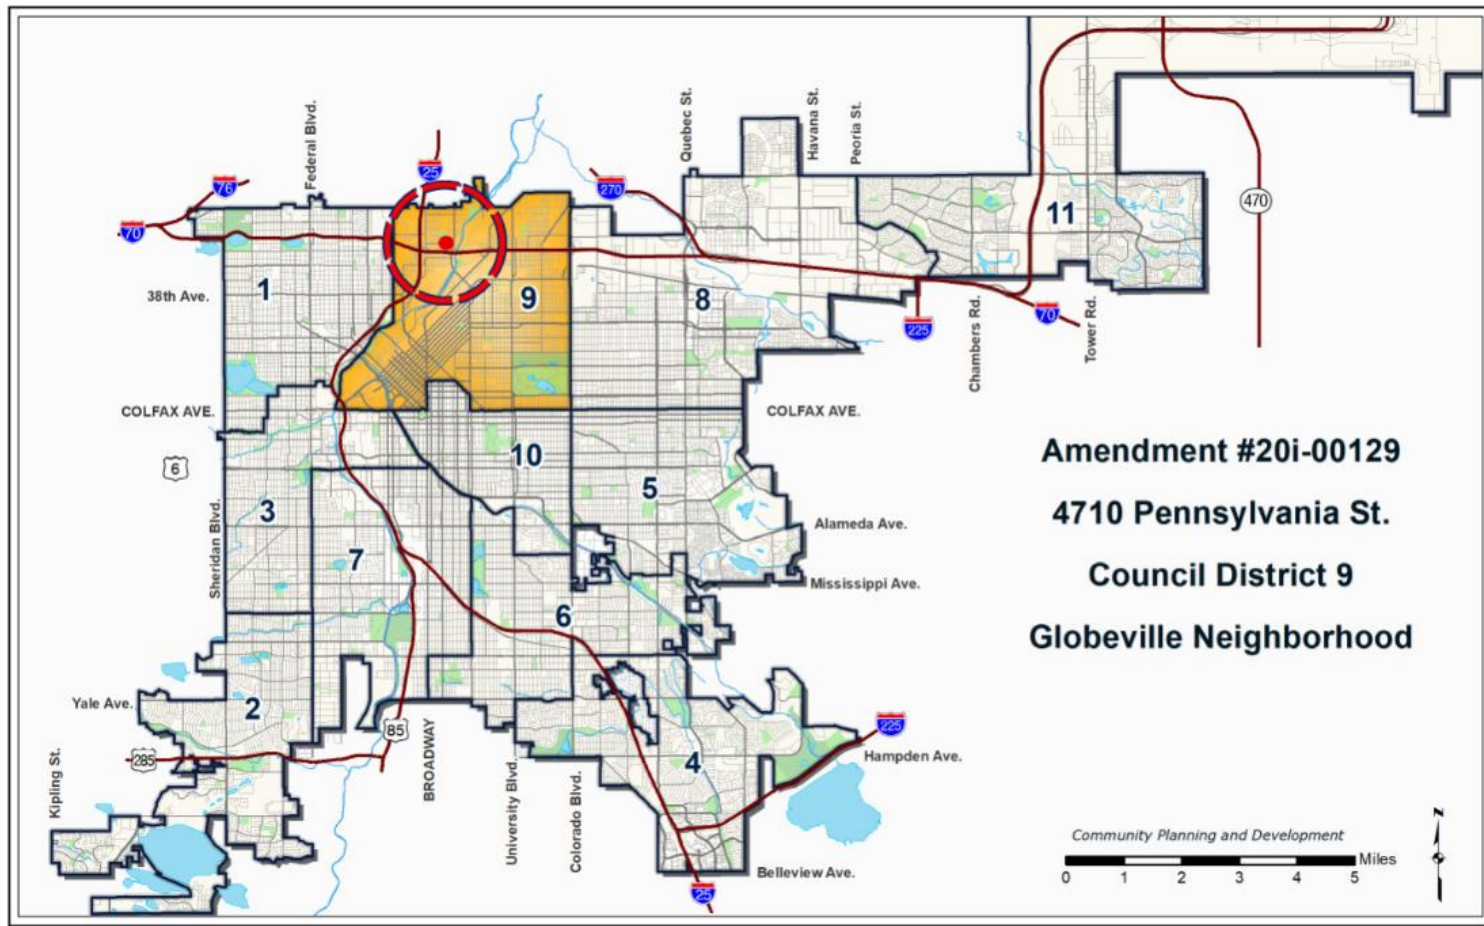 Federal Blvd.
Quebec St.
Havana St.
Peoria St.
76
25
270
70
470
11
1
9
8
38th Ave.
225
70
Chambers Rd.
Tower Rd.
COLFAX AVE.
COLFAX AVE.
6
10
5
3
7
Sheridan Blvd.
Alameda Ave.
Mississippi Ave.
6
Yale Ave.
2
85
285
Kipling St.
BROADWAY
University Blvd.
Colorado Blvd.
4
225
Hampden Ave.
Belleview Ave.
25
Amendment #20i-00129
4710 Pennsylvania St.
Council District 9
Globeville Neighborhood
Community Planning and Development
Miles
0 1 2 3 4 5
N